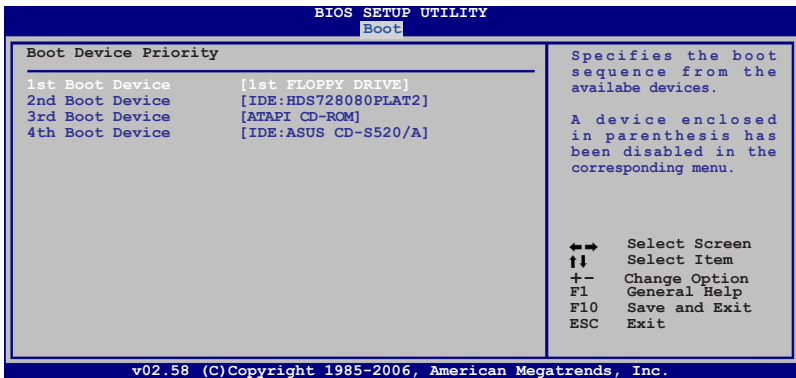 BIOS SETUP UTILITY
Boot
Boot Device Priority
1st Boot Device [1st FLOPPY DRIVE]
2nd Boot Device [IDE:HDS728080PLAT2]
3rd Boot Device [ATAPI CD-ROM]
4th Boot Device [IDE:ASUS CD-S520/A]
Specifies the boot
sequence from the
availabe devices.
A device enclosed
in parenthesis has
been disabled in the
corresponding menu.
←→ Select Screen
↑↓ Select Item
+- Change Option
F1 General Help
F10 Save and Exit
ESC Exit
v02.58 (C)Copyright 1985-2006, American Megatrends, Inc.